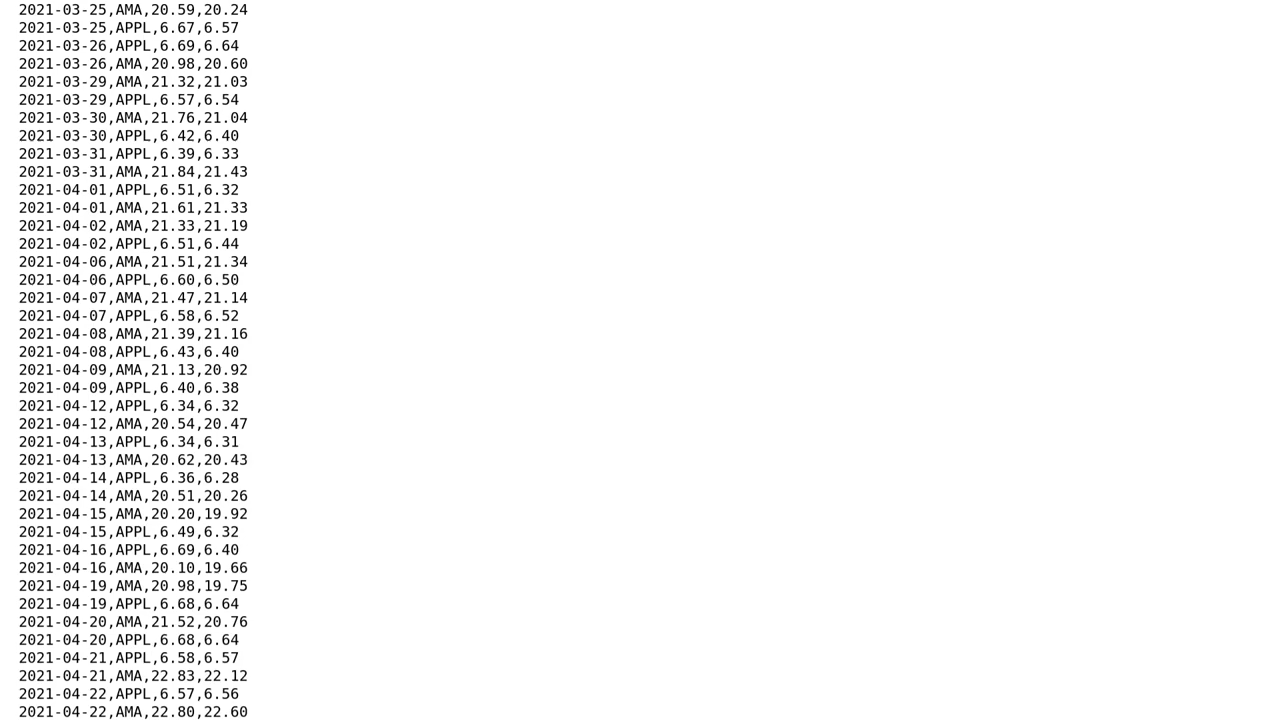 2021-03-25,AMA,20.59,20.24
2021-03-25,APPL,6.67,6.57
2021-03-26,APPL,6.69,6.64
2021-03-26,AMA,20.98,20.60
2021-03-29,AMA,21.32,21.03
2021-03-29,APPL,6.57,6.54
2021-03-30,AMA,21.76,21.04
2021-03-30,APPL,6.42,6.40
2021-03-31,APPL,6.39,6.33
2021-03-31,AMA,21.84,21.43
2021-04-01,APPL,6.51,6.32
2021-04-01,AMA,21.61,21.33
2021-04-02,AMA,21.33,21.19
2021-04-02,APPL,6.51,6.44
2021-04-06,AMA,21.51,21.34
2021-04-06,APPL,6.60,6.50
2021-04-07,AMA,21.47,21.14
2021-04-07,APPL,6.58,6.52
2021-04-08,AMA,21.39,21.16
2021-04-08,APPL,6.43,6.40
2021-04-09,AMA,21.13,20.92
2021-04-09,APPL,6.40,6.38
2021-04-12,APPL,6.34,6.32
2021-04-12,AMA,20.54,20.47
2021-04-13,APPL,6.34,6.31
2021-04-13,AMA,20.62,20.43
2021-04-14,APPL,6.36,6.28
2021-04-14,AMA,20.51,20.26
2021-04-15,AMA,20.20,19.92
2021-04-15,APPL,6.49,6.32
2021-04-16,APPL,6.69,6.40
2021-04-16,AMA,20.10,19.66
2021-04-19,AMA,20.98,19.75
2021-04-19,APPL,6.68,6.64
2021-04-20,AMA,21.52,20.76
2021-04-20,APPL,6.68,6.64
2021-04-21,APPL,6.58,6.57
2021-04-21,AMA,22.83,22.12
2021-04-22,APPL,6.57,6.56
2021-04-22,AMA,22.80,22.60